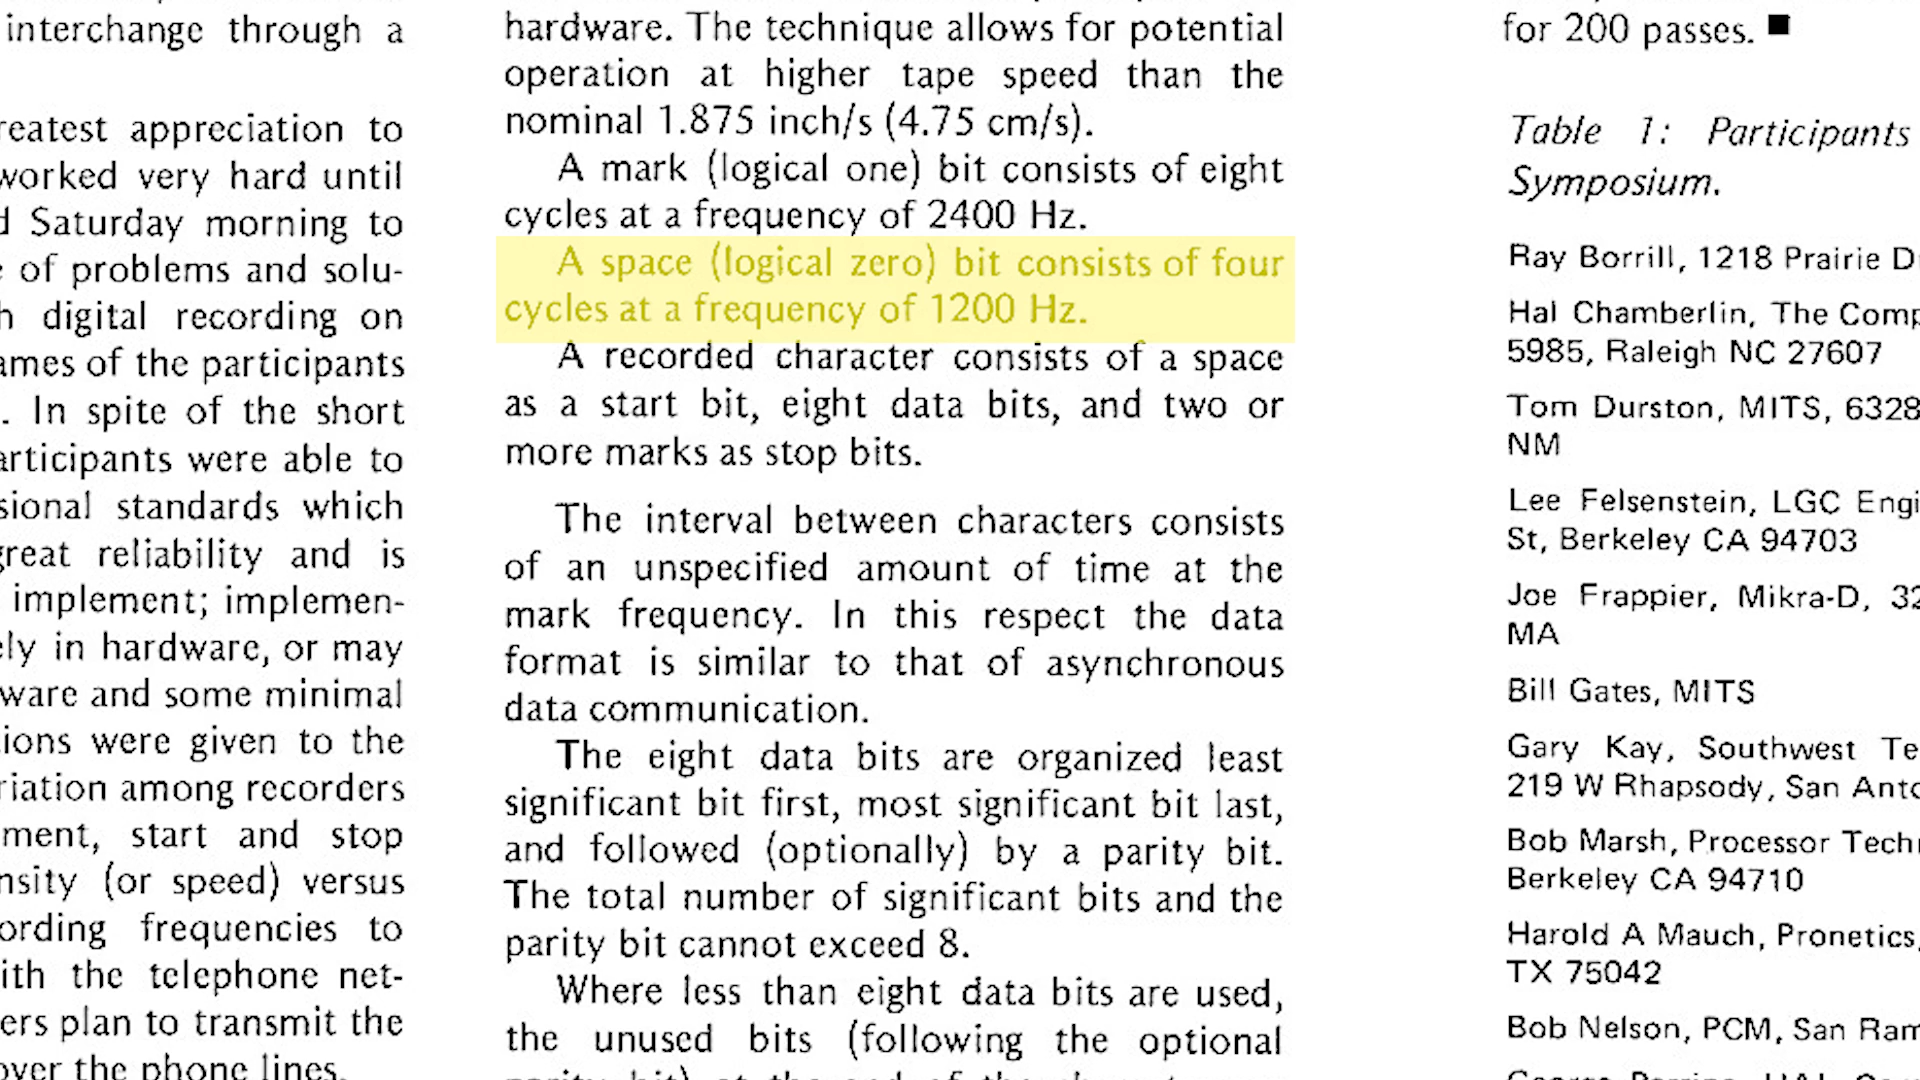 interchange through a
reatest appreciation to
worked very hard until
d Saturday morning to
e of problems and solu-
h digital recording on
ames of the participants
. In spite of the short
articipants were able to
sional standards which
great reliability and is
implement; implemen-
ely in hardware, or may
ware and some minimal
tions were given to the
riation among recorders
ment, start and stop
nsity (or speed) versus
ording frequencies to
ith the telephone net-
ers plan to transmit the
over the phone lines.
hardware. The technique allows for potential
operation at higher tape speed than the
nominal 1.875 inch/s (4.75 cm/s).
A mark (logical one) bit consists of eight
cycles at a frequency of 2400 Hz.
A space (logical zero) bit consists of four
cycles at a frequency of 1200 Hz.
A recorded character consists of a space
as a start bit, eight data bits, and two or
more marks as stop bits.
The interval between characters consists
of an unspecified amount of time at the
mark frequency. In this respect the data
format is similar to that of asynchronous
data communication.
The eight data bits are organized least
significant bit first, most significant bit last,
and followed (optionally) by a parity bit.
The total number of significant bits and the
parity bit cannot exceed 8.
Where less than eight data bits are used,
the unused bits (following the optional
for 200 passes. ■
Table 1: Participants
Symposium.
Ray Borrill, 1218 Prairie D
Hal Chamberlin, The Comp
5985, Raleigh NC 27607
Tom Durston, MITS, 6328
NM
Lee Felsenstein, LGC Engi
St, Berkeley CA 94703
Joe Frappier, Mikra-D, 32
MA
Bill Gates, MITS
Gary Kay, Southwest Te
219 W Rhapsody, San Anto
Bob Marsh, Processor Techn
Berkeley CA 94710
Harold A Mauch, Pronetics,
TX 75042
Bob Nelson, PCM, San Ram